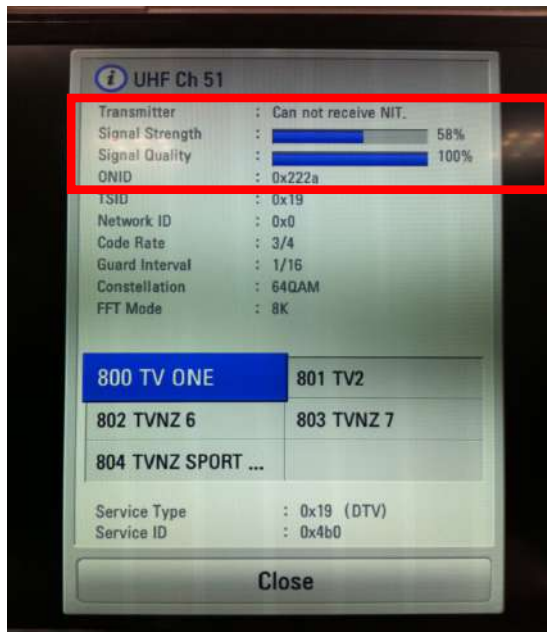 i UHF Ch 51
Transmitter : Can not receive NIT.
Signal Strength : 58%
Signal Quality : 100%
ONID : 0x222a
TSID : 0x19
Network ID : 0x0
Code Rate : 3/4
Guard Interval : 1/16
Constellation : 64QAM
FFT Mode : 8K
800 TV ONE 801 TV2
802 TVNZ 6 803 TVNZ 7
804 TVNZ SPORT ...
Service Type : 0x19 (DTV)
Service ID : 0x4b0
Close